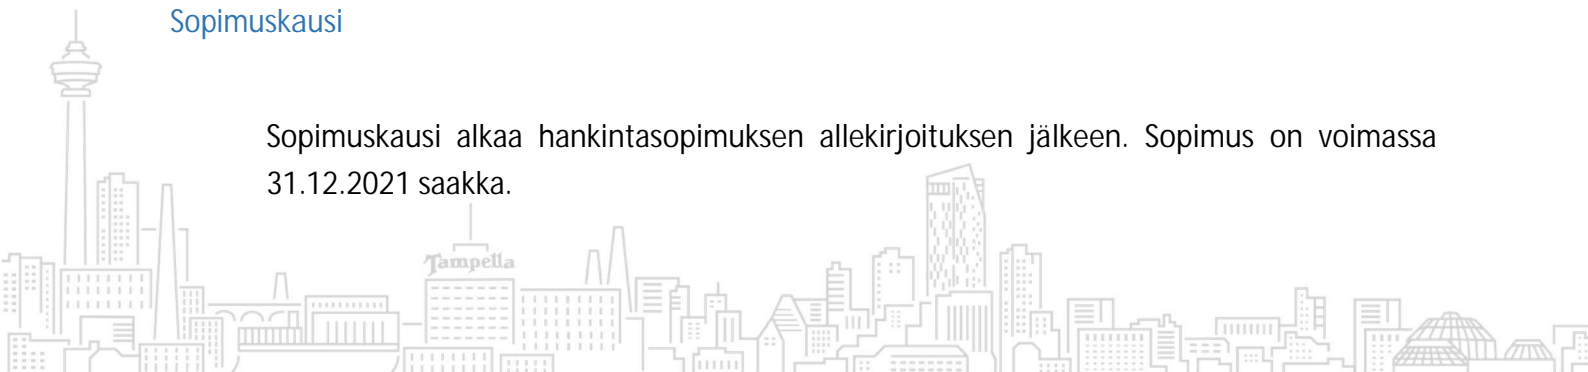 Sopimuskausi
Sopimuskausi alkaa hankintasopimuksen allekirjoituksen jälkeen. Sopimus on voimassa
31.12.2021 saakka.
Tampella